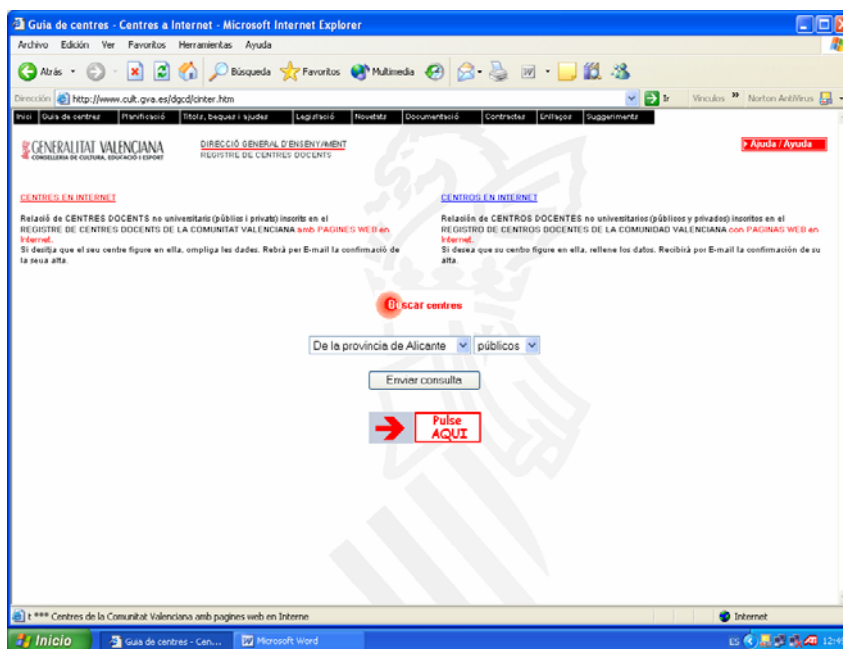 Guia de centres - Centres a Internet - Microsoft Internet Explorer
Archivo Edición Ver Favoritos Herramientas Ayuda
Atrás Búsqueda Favoritos Multimedia
Dirección http://www.cult.gva.es/dgcd/cinter.htm Ir Vínculos » Norton AntiVirus
Inici Guia de centres Planificació Títols, beques i ajudes Legislació Novetats Documentació Contractes Enllaços Suggeriments
GENERALITAT VALENCIANA
CONSELLERIA DE CULTURA, EDUCACIÓ I ESPORT
DIRECCIÓ GENERAL D'ENSENYAMENT
REGISTRE DE CENTRES DOCENTS
Ajuda / Ayuda
CENTRES EN INTERNET
Relació de CENTRES DOCENTS no universitaris (públics i privats) inscrits en el
REGISTRE DE CENTRES DOCENTS DE LA COMUNITAT VALENCIANA amb PAGINES WEB en
Internet.
Si desitja que el seu centre figure en ella, ompliga les dades. Rebrà per E-mail la confirmació de
la seua alta.
CENTROS EN INTERNET
Relación de CENTROS DOCENTES no universitarios (públicos y privados) inscritos en el
REGISTRO DE CENTROS DOCENTES DE LA COMUNIDAD VALENCIANA con PAGINAS WEB en
Internet.
Si desea que su centro figure en ella, rellene los datos. Recibirá por E-mail la confirmación de su
alta.
Buscar centres
De la provincia de Alicante públicos
Enviar consulta
Pulse
AQUI
t *** Centres de la Comunitat Valenciana amb pagines web en Interne Internet
Inicio Guia de centres - Cen... Microsoft Word ES 12:45